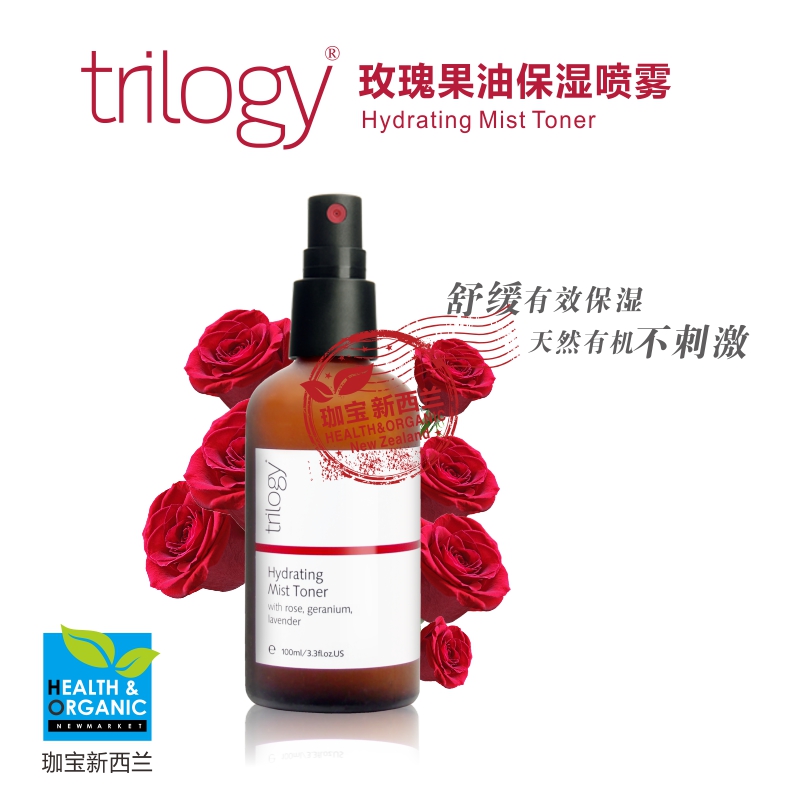 trilogy®
玫瑰果油保湿喷雾
Hydrating Mist Toner
舒缓有效保湿
天然有机不刺激
珈宝新西兰
HEALTH&ORGANIC
New Zealand
trilogy
Hydrating
Mist Toner
with rose, geranium,
lavender
e 100ml/3.3fl.oz.US
HEALTH &
ORGANIC
NEWMARKET
珈宝新西兰